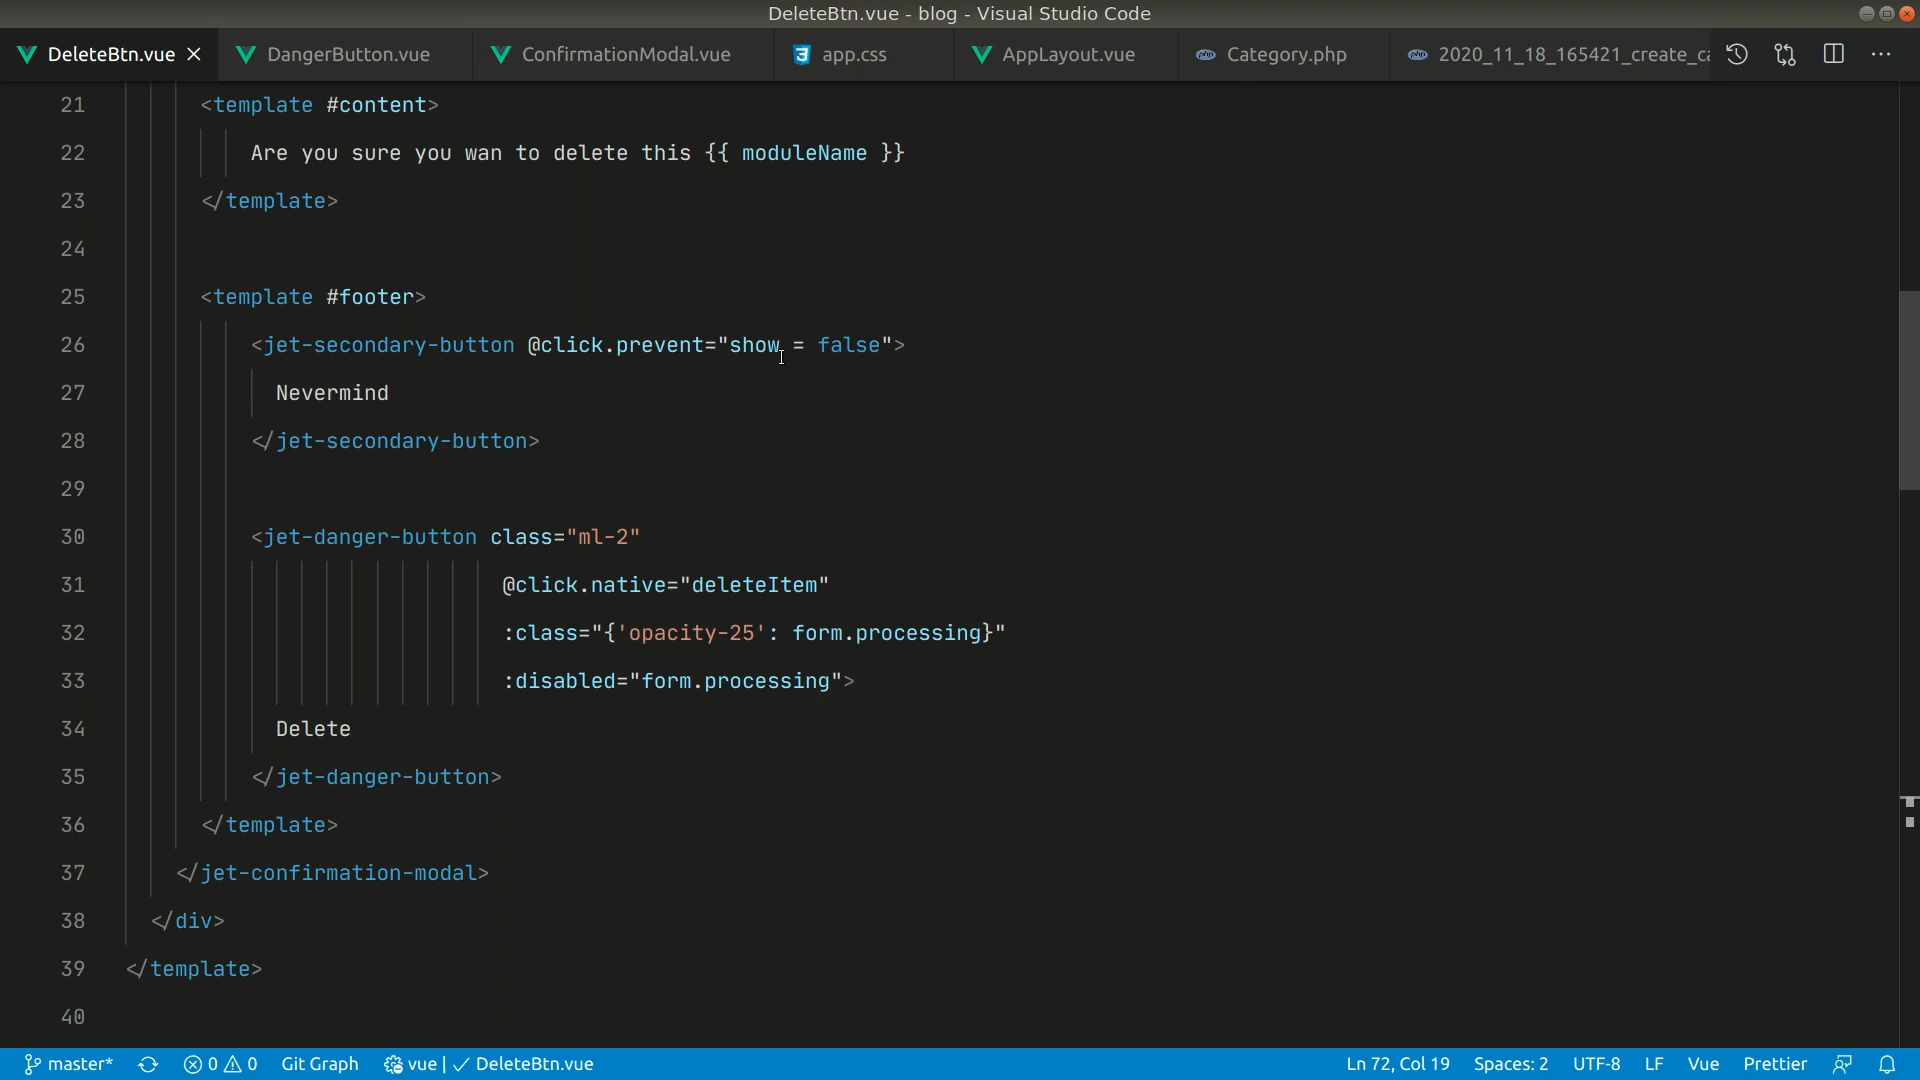 DeleteBtn.vue - blog - Visual Studio Code
DeleteBtn.vue DangerButton.vue ConfirmationModal.vue app.css AppLayout.vue Category.php 2020_11_18_165421_create_ca
21 <template #content>
22 Are you sure you wan to delete this {{ moduleName }}
23 </template>
24
25 <template #footer>
26 <jet-secondary-button @click.prevent="show = false">
27 Nevermind
28 </jet-secondary-button>
29
30 <jet-danger-button class="ml-2"
31 @click.native="deleteItem"
32 :class="{'opacity-25': form.processing}"
33 :disabled="form.processing">
34 Delete
35 </jet-danger-button>
36 </template>
37 </jet-confirmation-modal>
38 </div>
39 </template>
40
master* 0 0 Git Graph vue | ✓ DeleteBtn.vue Ln 72, Col 19 Spaces: 2 UTF-8 LF Vue Prettier